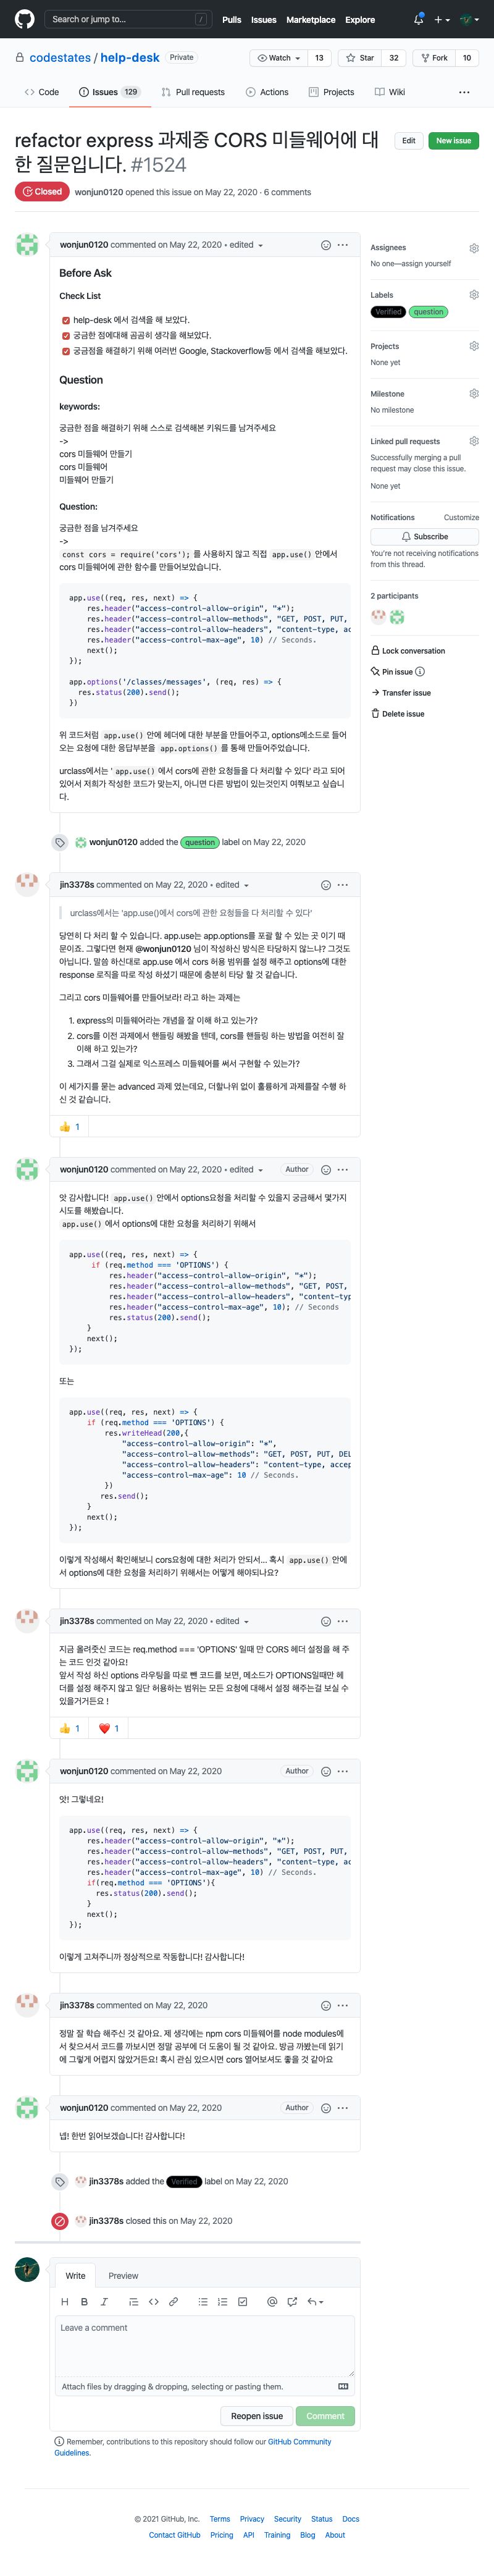 Search or jump to... /
Pulls Issues Marketplace Explore
codestates / help-desk Private
Watch 13 Star 32 Fork 10
Code Issues 129 Pull requests Actions Projects Wiki ...
refactor express 과제중 CORS 미들웨어에 대
한 질문입니다. #1524
Edit New issue
Closed wonjun0120 opened this issue on May 22, 2020 · 6 comments
wonjun0120 commented on May 22, 2020 • edited
Before Ask
Check List
help-desk 에서 검색을 해 보았다.
궁금한 점에대해 곰곰히 생각을 해보았다.
궁금점을 해결하기 위해 여러번 Google, Stackoverflow등 에서 검색을 해보았다.
Question
keywords:
궁금한 점을 해결하기 위해 스스로 검색해본 키워드를 남겨주세요
->
cors 미들웨어 만들기
cors 미들웨어
미들웨어 만들기
Question:
궁금한 점을 남겨주세요
->
const cors = require('cors'); 를 사용하지 않고 직접 app.use() 안에서
cors 미들웨어에 관한 함수를 만들어보았습니다.
app.use((req, res, next) => {
res.header("access-control-allow-origin", "*");
res.header("access-control-allow-methods", "GET, POST, PUT,
res.header("access-control-allow-headers", "content-type, ac
res.header("access-control-max-age", 10) // Seconds.
next();
});
app.options('/classes/messages', (req, res) => {
res.status(200).send();
})
위 코드처럼 app.use() 안에 헤더에 대한 부분을 만들어주고, options메소드로 들어
오는 요청에 대한 응답부분을 app.options() 를 통해 만들어주었습니다.
urclass에서는 ' app.use() 에서 cors에 관한 요청들을 다 처리할 수 있다' 라고 되어
있어서 저희가 작성한 코드가 맞는지, 아니면 다른 방법이 있는것인지 여쭤보고 싶습니
다.
wonjun0120 added the question label on May 22, 2020
jin3378s commented on May 22, 2020 • edited
urclass에서는 'app.use()에서 cors에 관한 요청들을 다 처리할 수 있다'
당연히 다 처리 할 수 있습니다. app.use는 app.options를 포괄 할 수 있는 곳 이기 때
문이죠. 그렇다면 현재 @wonjun0120 님이 작성하신 방식은 타당하지 않느냐? 그것도
아닙니다. 말씀 하신대로 app.use 에서 cors 허용 범위를 설정 해주고 options에 대한
response 로직을 따로 작성 하셨기 때문에 충분히 타당 할 것 같습니다.
그리고 cors 미들웨어를 만들어보라! 라고 하는 과제는
1. express의 미들웨어라는 개념을 잘 이해 하고 있는가?
2. cors를 이전 과제에서 핸들링 해봤을 텐데, cors를 핸들링 하는 방법을 여전히 잘
이해 하고 있는가?
3. 그래서 그걸 실제로 익스프레스 미들웨어를 써서 구현할 수 있는가?
이 세가지를 묻는 advanced 과제 였는데요, 더할나위 없이 훌륭하게 과제를잘 수행 하
신 것 같습니다.
👍 1
wonjun0120 commented on May 22, 2020 • edited Author
앗 감사합니다! app.use() 안에서 options요청을 처리할 수 있을지 궁금해서 몇가지
시도를 해봤습니다.
app.use() 에서 options에 대한 요청을 처리하기 위해서
app.use((req, res, next) => {
if (req.method === 'OPTIONS') {
res.header("access-control-allow-origin", "*");
res.header("access-control-allow-methods", "GET, POST,
res.header("access-control-allow-headers", "content-typ
res.header("access-control-max-age", 10); // Seconds
res.status(200).send();
}
next();
});
또는
app.use((req, res, next) => {
if (req.method === 'OPTIONS') {
res.writeHead(200,{
"access-control-allow-origin": "*",
"access-control-allow-methods": "GET, POST, PUT, DEL
"access-control-allow-headers": "content-type, accep
"access-control-max-age": 10 // Seconds.
})
res.send();
}
next();
});
이렇게 작성해서 확인해보니 cors요청에 대한 처리가 안되서... 혹시 app.use() 안에
서 options에 대한 요청을 처리하기 위해서는 어떻게 해야되나요?
jin3378s commented on May 22, 2020 • edited
지금 올려줏신 코드는 req.method === 'OPTIONS' 일때 만 CORS 헤더 설정을 해 주
는 코드 인것 같아요!
앞서 작성 하신 options 라우팅을 따로 뺀 코드를 보면, 메소드가 OPTIONS일때만 헤
더를 설정 해주지 않고 일단 허용하는 범위는 모든 요청에 대해서 설정 해주는걸 보실 수
있을거거든요 !
👍 1 ❤️ 1
wonjun0120 commented on May 22, 2020 Author
앗! 그렇네요!
app.use((req, res, next) => {
res.header("access-control-allow-origin", "*");
res.header("access-control-allow-methods", "GET, POST, PUT,
res.header("access-control-allow-headers", "content-type, ac
res.header("access-control-max-age", 10) // Seconds.
if(req.method === 'OPTIONS'){
res.status(200).send();
}
next();
});
이렇게 고쳐주니까 정상적으로 작동합니다! 감사합니다!
jin3378s commented on May 22, 2020
정말 잘 학습 해주신 것 같아요. 제 생각에는 npm cors 미들웨어를 node modules에
서 찾으셔서 코드를 까보시면 정말 공부에 더 도움이 될 것 같아요. 방금 까봤는데 읽기
에 그렇게 어렵지 않았거든요! 혹시 관심 있으시면 cors 열어보셔도 좋을 것 같아요
wonjun0120 commented on May 22, 2020 Author
넵! 한번 읽어보겠습니다! 감사합니다!
jin3378s added the Verified label on May 22, 2020
jin3378s closed this on May 22, 2020
Write Preview
Leave a comment
Attach files by dragging & dropping, selecting or pasting them.
Reopen issue Comment
Remember, contributions to this repository should follow our GitHub Community
Guidelines.
Assignees
No one—assign yourself
Labels
Verified question
Projects
None yet
Milestone
No milestone
Linked pull requests
Successfully merging a pull
request may close this issue.
None yet
Notifications Customize
Subscribe
You're not receiving notifications
from this thread.
2 participants
Lock conversation
Pin issue
Transfer issue
Delete issue
© 2021 GitHub, Inc. Terms Privacy Security Status Docs
Contact GitHub Pricing API Training Blog About